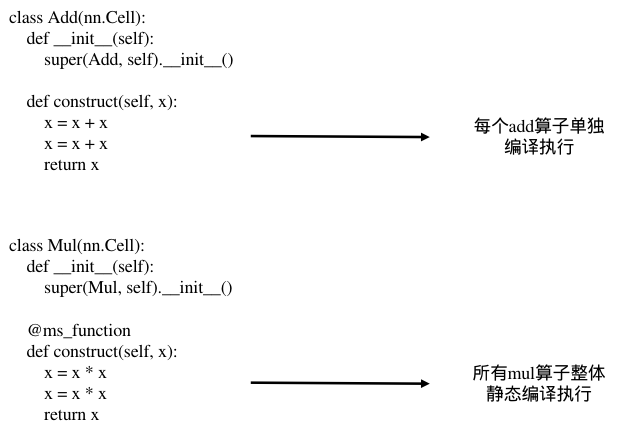 class Add(nn.Cell):
    def __init__(self):
        super(Add, self).__init__()
    def construct(self, x):
        x = x + x
        x = x + x
        return x
每个add算子单独
编译执行
class Mul(nn.Cell):
    def __init__(self):
        super(Mul, self).__init__()
    @ms_function
    def construct(self, x):
        x = x * x
        x = x * x
        return x
所有mul算子整体
静态编译执行